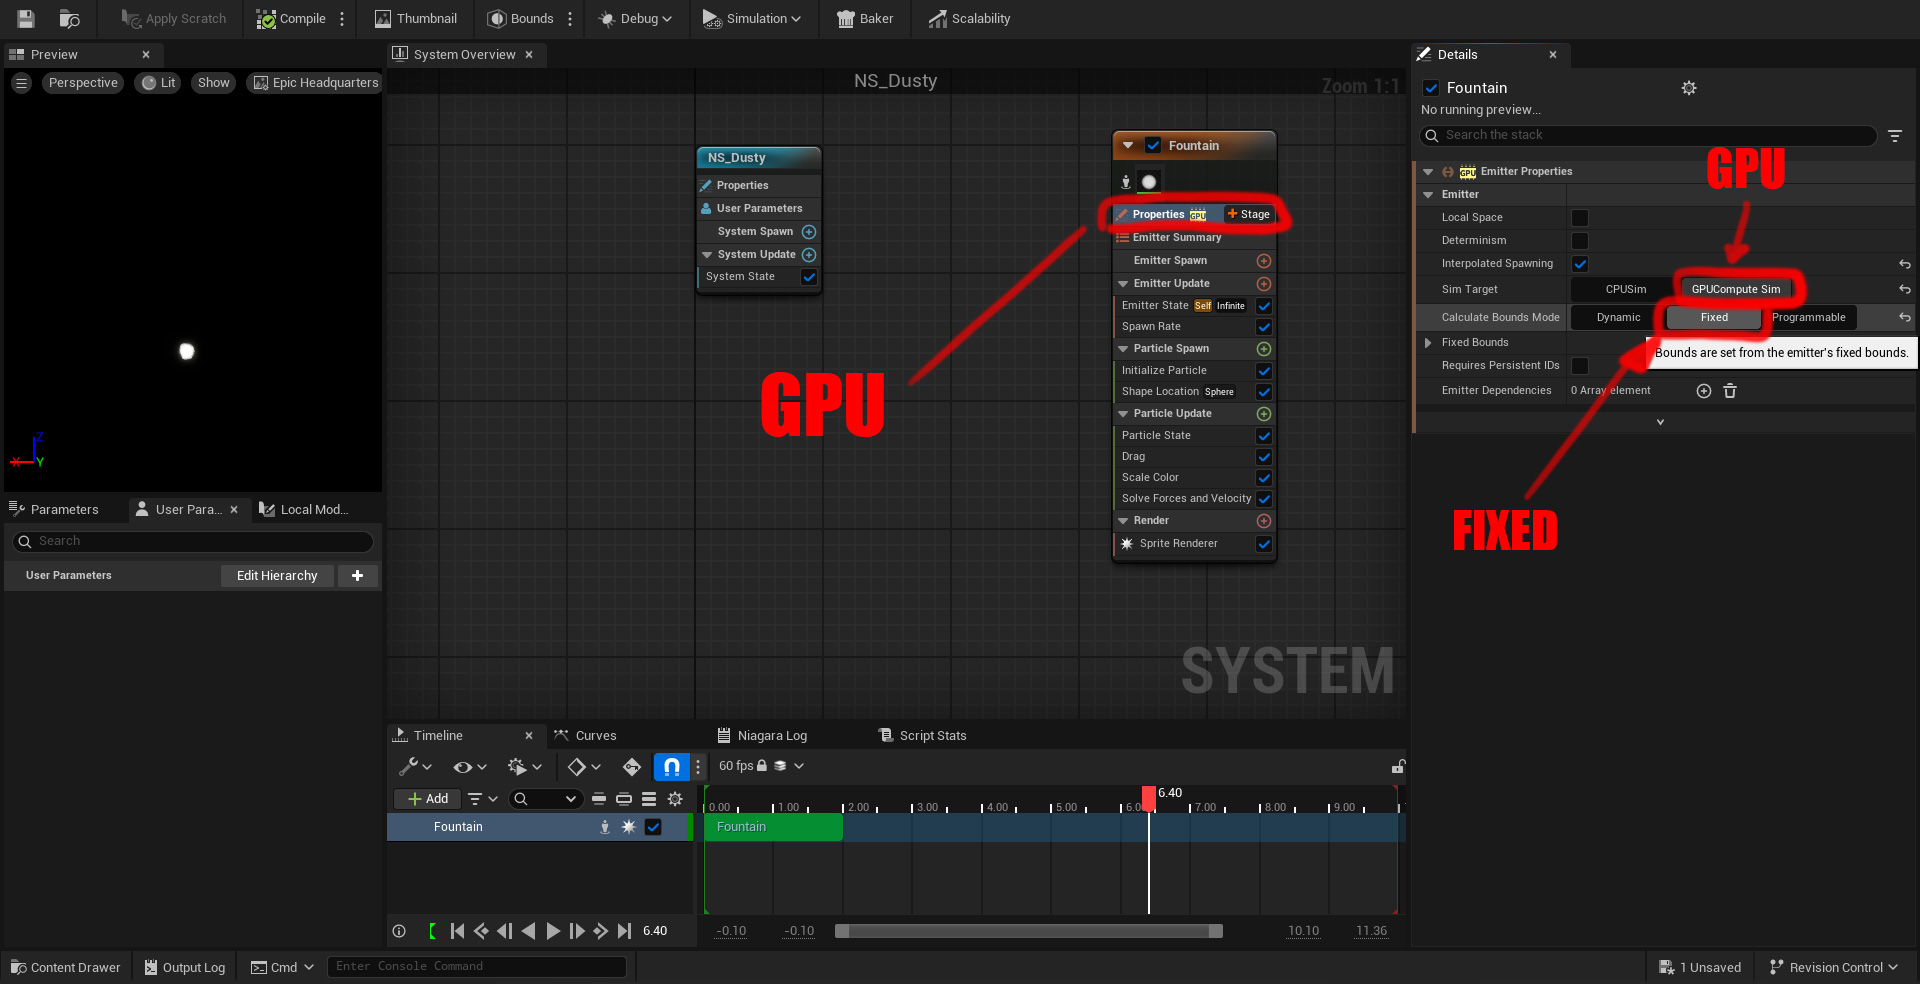 Apply Scratch
Compile
Thumbnail
Bounds
Debug
Simulation
Baker
Scalability
Preview
System Overview
Details
Perspective
Lit
Show
Epic Headquarters
NS_Dusty
Zoom 1:1
Fountain
No running preview...
Search the stack
GPU
Emitter Properties
GPU
Emitter
Local Space
Determinism
Interpolated Spawning
Sim Target
CPUSim
GPUCompute Sim
Calculate Bounds Mode
Dynamic
Fixed
Programmable
Fixed Bounds
Bounds are set from the emitter's fixed bounds.
Requires Persistent IDs
Emitter Dependencies
0 Array element
FIXED
NS_Dusty
Properties
User Parameters
System Spawn
System Update
System State
Fountain
Properties
GPU
Stage
Emitter Summary
Emitter Spawn
Emitter Update
Emitter State Self Infinite
Spawn Rate
Particle Spawn
Initialize Particle
Shape Location Sphere
Particle Update
Particle State
Drag
Scale Color
Solve Forces and Velocity
Render
Sprite Renderer
GPU
SYSTEM
Z
X
Y
Parameters
User Para...
Local Mod...
Search
User Parameters
Edit Hierarchy
Timeline
Curves
Niagara Log
Script Stats
60 fps
Add
0.00
1.00
2.00
3.00
4.00
5.00
6.00
6.40
7.00
8.00
9.00
Fountain
Fountain
6.40
-0.10
-0.10
10.10
11.36
Content Drawer
Output Log
Cmd
Enter Console Command
1 Unsaved
Revision Control